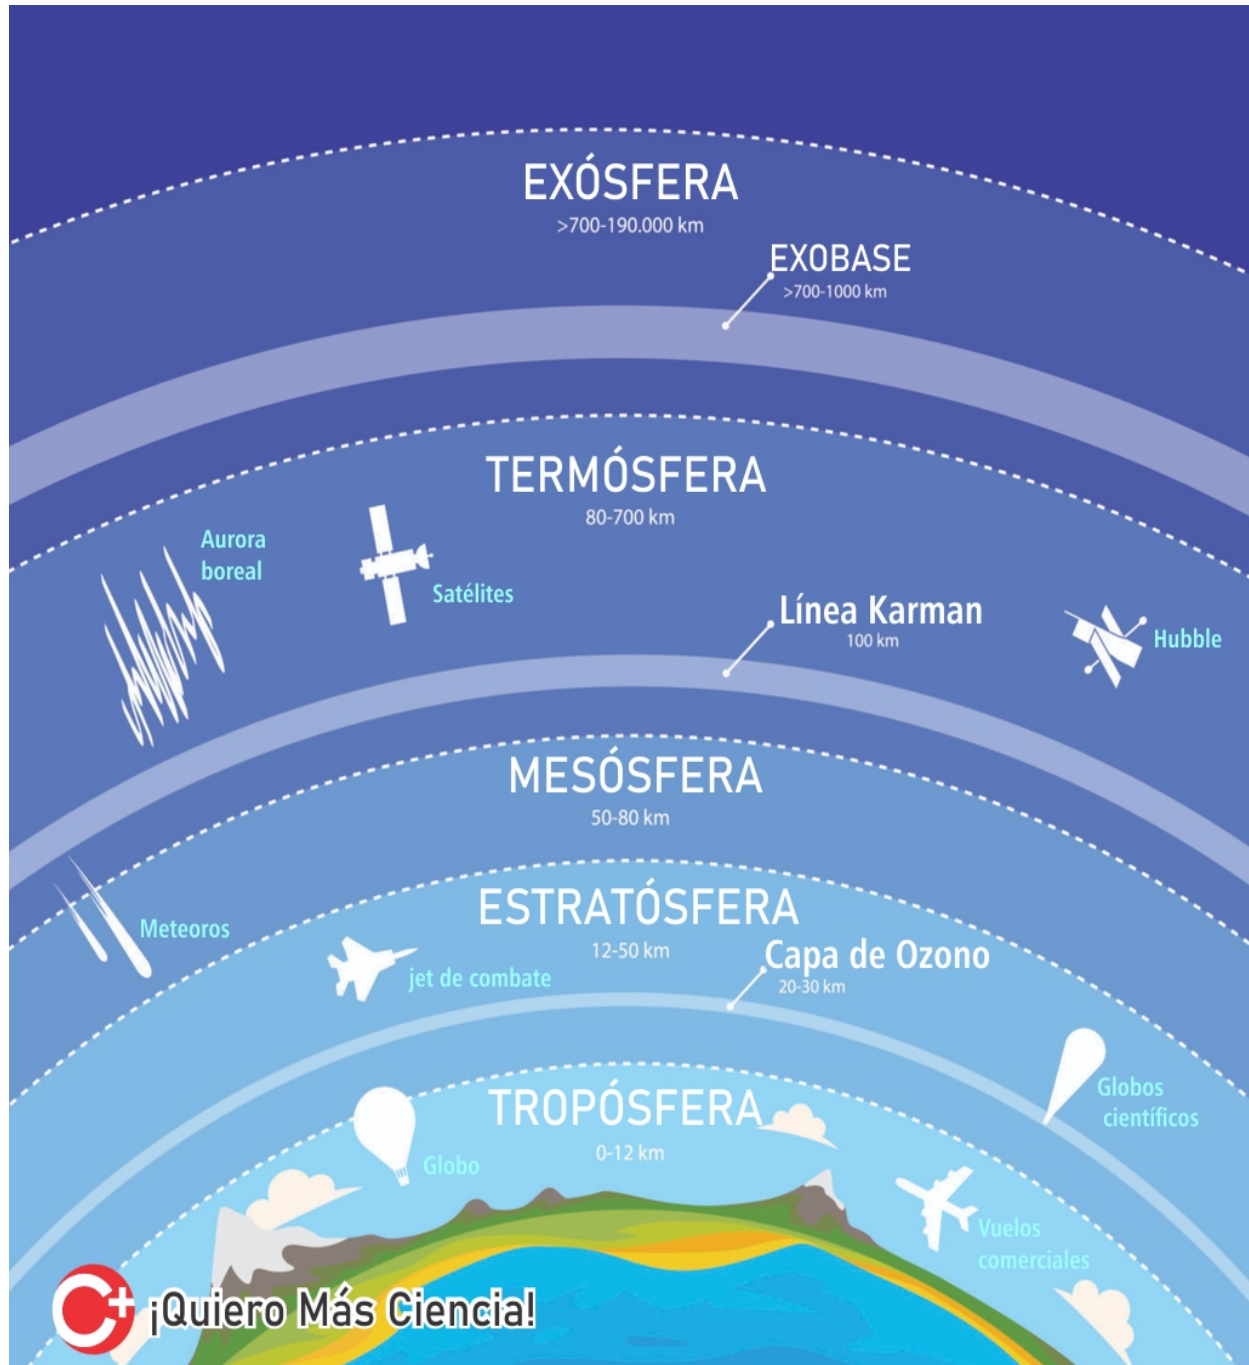 EXÓSFERA
>700-190.000 km
EXOBASE
>700-1000 km
TERMÓSFERA
80-700 km
Aurora
boreal
Satélites
Línea Karman
100 km
Hubble
MESÓSFERA
50-80 km
Meteoros
ESTRATÓSFERA
12-50 km
jet de combate
Capa de Ozono
20-30 km
Globos
científicos
TROPÓSFERA
0-12 km
Globo
Vuelos
comerciales
C+ ¡Quiero Más Ciencia!